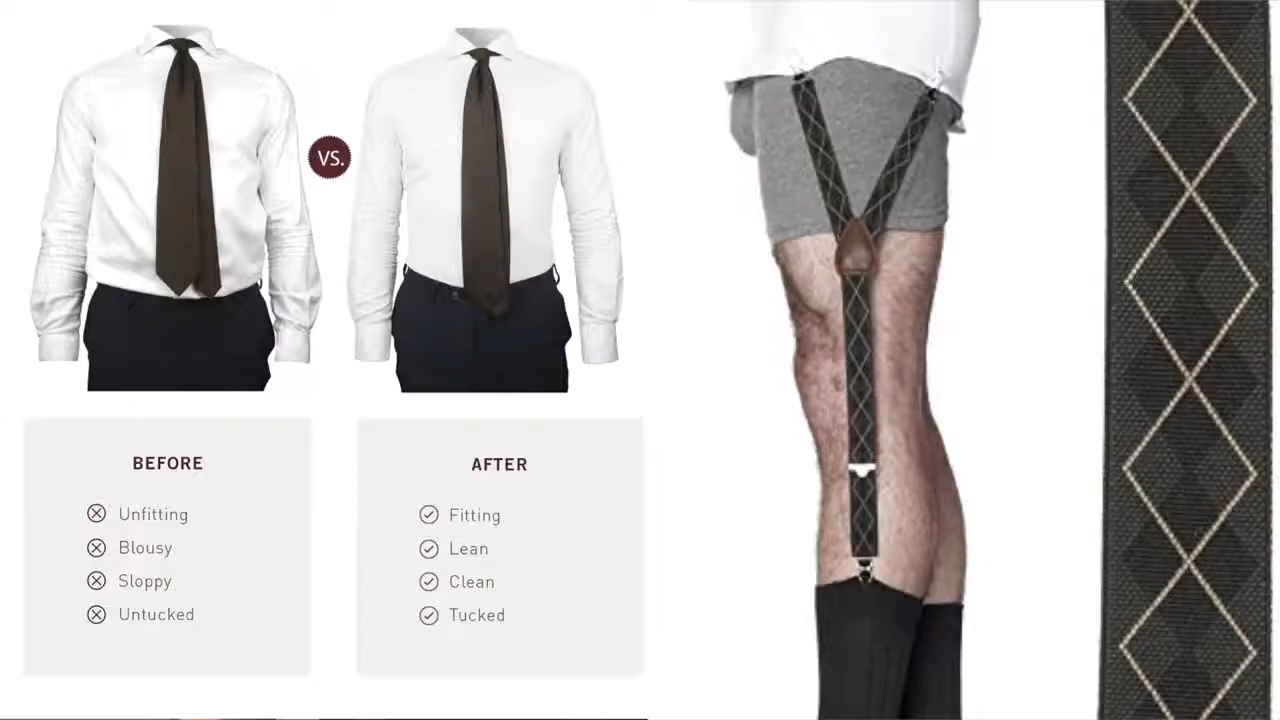 VS.
BEFORE
Unfitting
Blousy
Sloppy
Untucked
AFTER
Fitting
Lean
Clean
Tucked